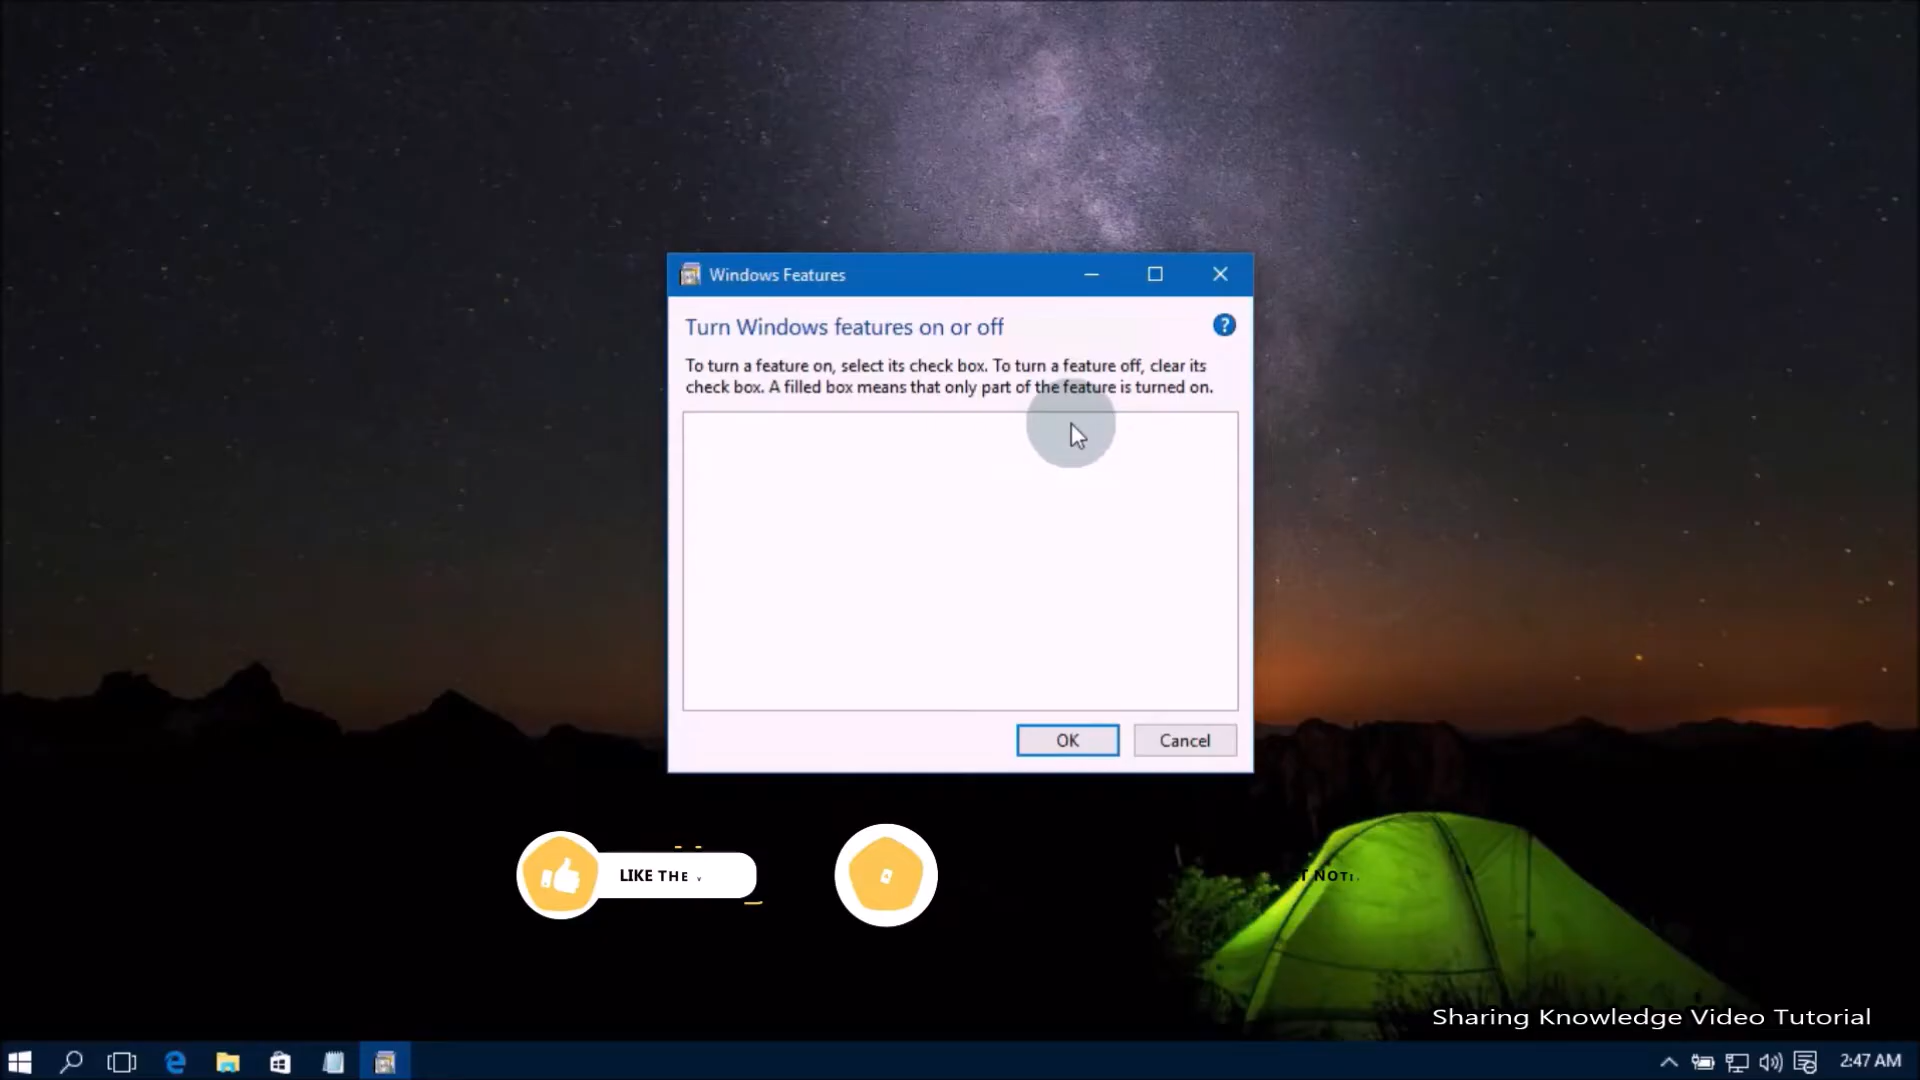 Windows Features
Turn Windows features on or off
?
To turn a feature on, select its check box. To turn a feature off, clear its
check box. A filled box means that only part of the feature is turned on.
OK
Cancel
LIKE THE
Sharing Knowledge Video Tutorial
2:47 AM